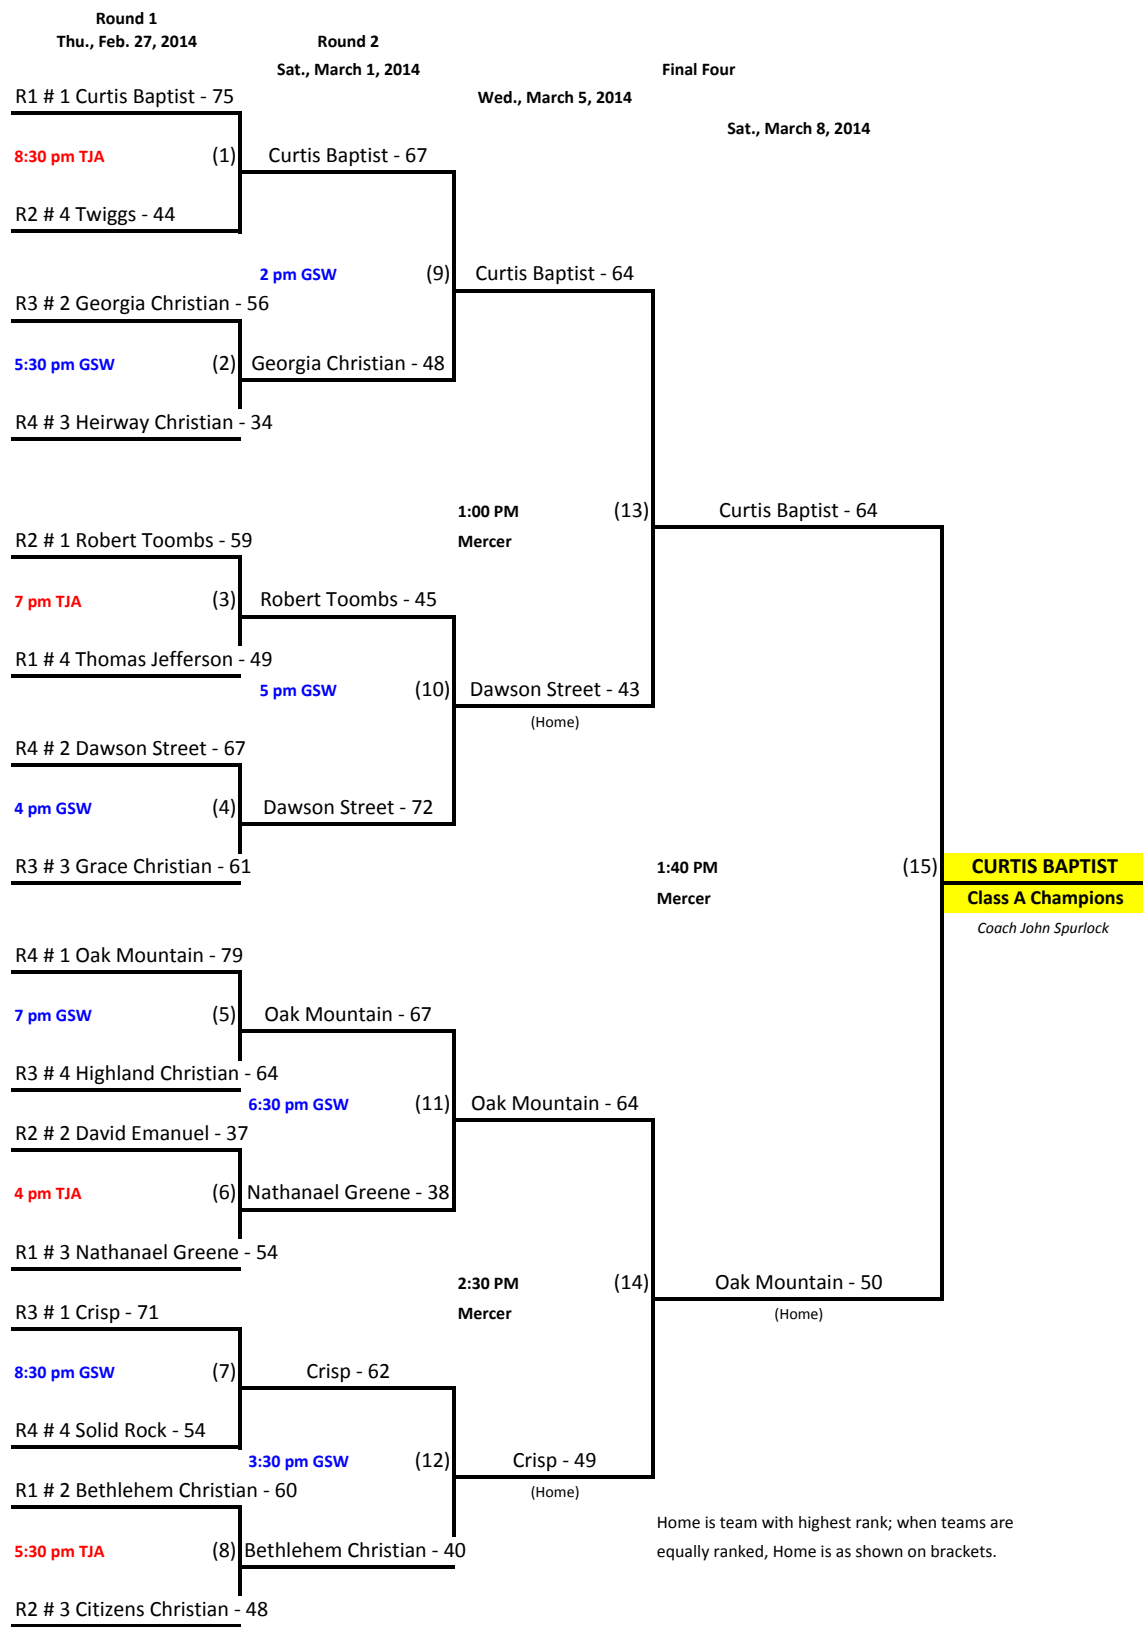 Round 1
Thu., Feb. 27, 2014
Round 2
Sat., March 1, 2014
Final Four
Wed., March 5, 2014
Sat., March 8, 2014
R1 # 1 Curtis Baptist - 75
8:30 pm TJA
(1)
Curtis Baptist - 67
R2 # 4 Twiggs - 44
2 pm GSW
(9)
Curtis Baptist - 64
R3 # 2 Georgia Christian - 56
5:30 pm GSW
(2)
Georgia Christian - 48
R4 # 3 Heirway Christian - 34
1:00 PM
Mercer
(13)
Curtis Baptist - 64
R2 # 1 Robert Toombs - 59
7 pm TJA
(3)
Robert Toombs - 45
R1 # 4 Thomas Jefferson - 49
5 pm GSW
(10)
Dawson Street - 43
(Home)
R4 # 2 Dawson Street - 67
4 pm GSW
(4)
Dawson Street - 72
R3 # 3 Grace Christian - 61
1:40 PM
Mercer
(15)
CURTIS BAPTIST
Class A Champions
Coach John Spurlock
R4 # 1 Oak Mountain - 79
7 pm GSW
(5)
Oak Mountain - 67
R3 # 4 Highland Christian - 64
6:30 pm GSW
(11)
Oak Mountain - 64
R2 # 2 David Emanuel - 37
4 pm TJA
(6)
Nathanael Greene - 38
R1 # 3 Nathanael Greene - 54
2:30 PM
Mercer
(14)
Oak Mountain - 50
(Home)
R3 # 1 Crisp - 71
8:30 pm GSW
(7)
Crisp - 62
R4 # 4 Solid Rock - 54
3:30 pm GSW
(12)
Crisp - 49
(Home)
R1 # 2 Bethlehem Christian - 60
5:30 pm TJA
(8)
Bethlehem Christian - 40
R2 # 3 Citizens Christian - 48
Home is team with highest rank; when teams are
equally ranked, Home is as shown on brackets.